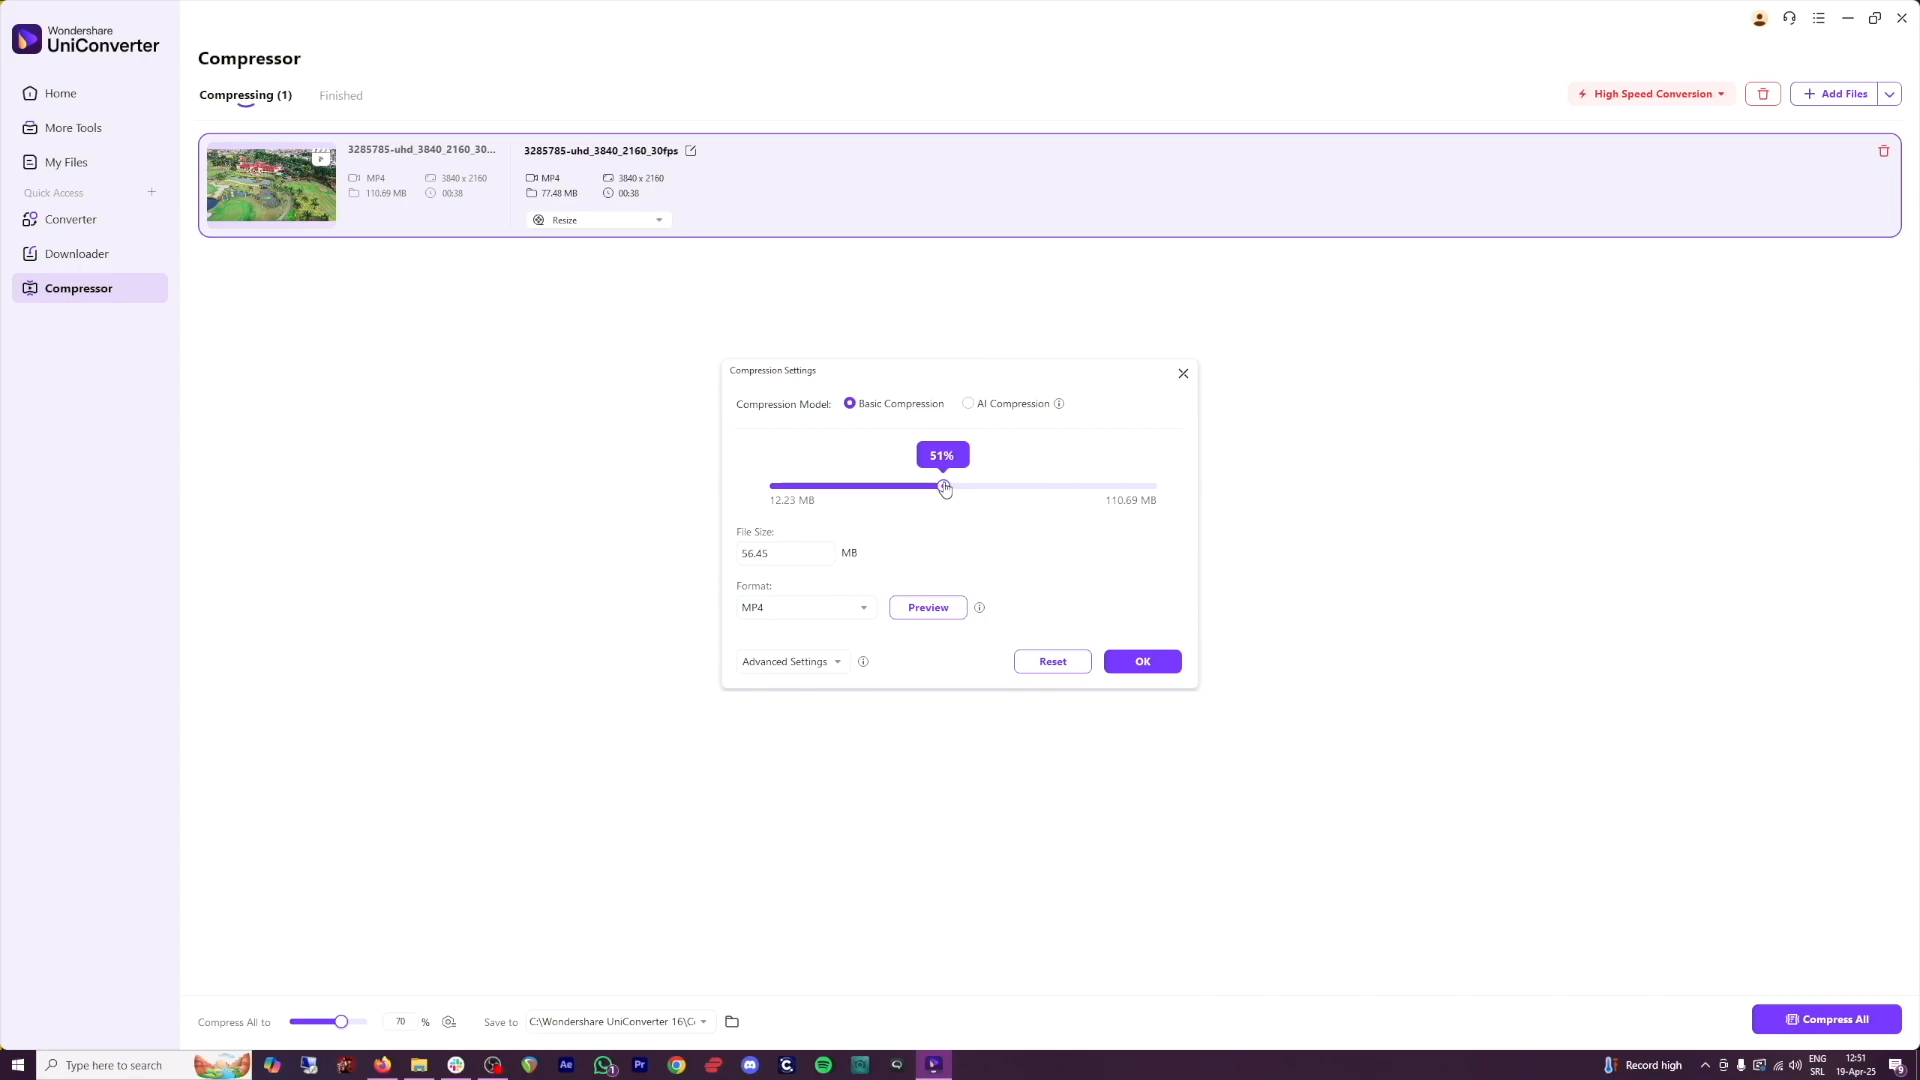 Wondershare
UniConverter
Home
More Tools
My Files
Quick Access
Converter
Downloader
Compressor
Compressor
Compressing (1)
Finished
High Speed Conversion
Add Files
3285785-uhd_3840_2160_30...
MP4
3840 x 2160
110.69 MB
00:38
3285785-uhd_3840_2160_30fps
MP4
3840 x 2160
77.48 MB
00:38
Resize
Compression Settings
Compression Model:
Basic Compression
AI Compression
51%
12.23 MB
110.69 MB
File Size:
56.45
MB
Format:
MP4
Preview
Advanced Settings
Reset
OK
Compress All to
70
%
Save to
C:\Wondershare UniConverter 16\C
Compress All
Type here to search
Ae
1
Pr
Record high
ENG
SRL
12:51
19-Apr-25
9